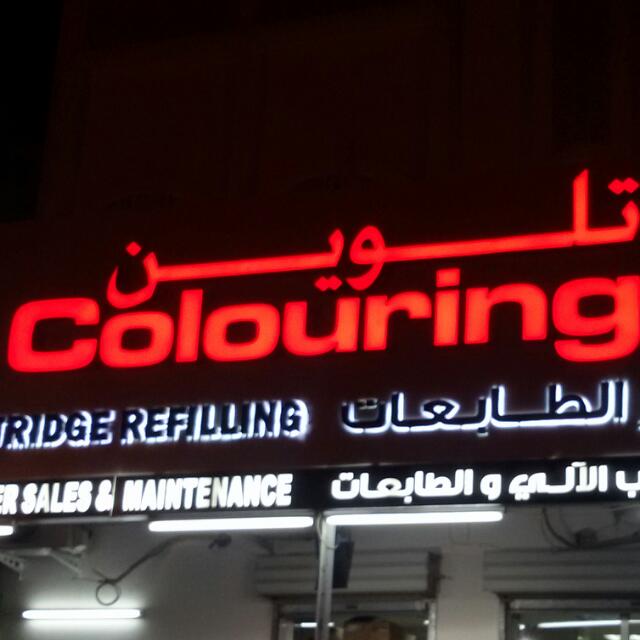 تلوين
Colouring
TRIDGE REFILLING الطابعات
ER SALES & MAINTENANCE ب الآلي و الطابعات